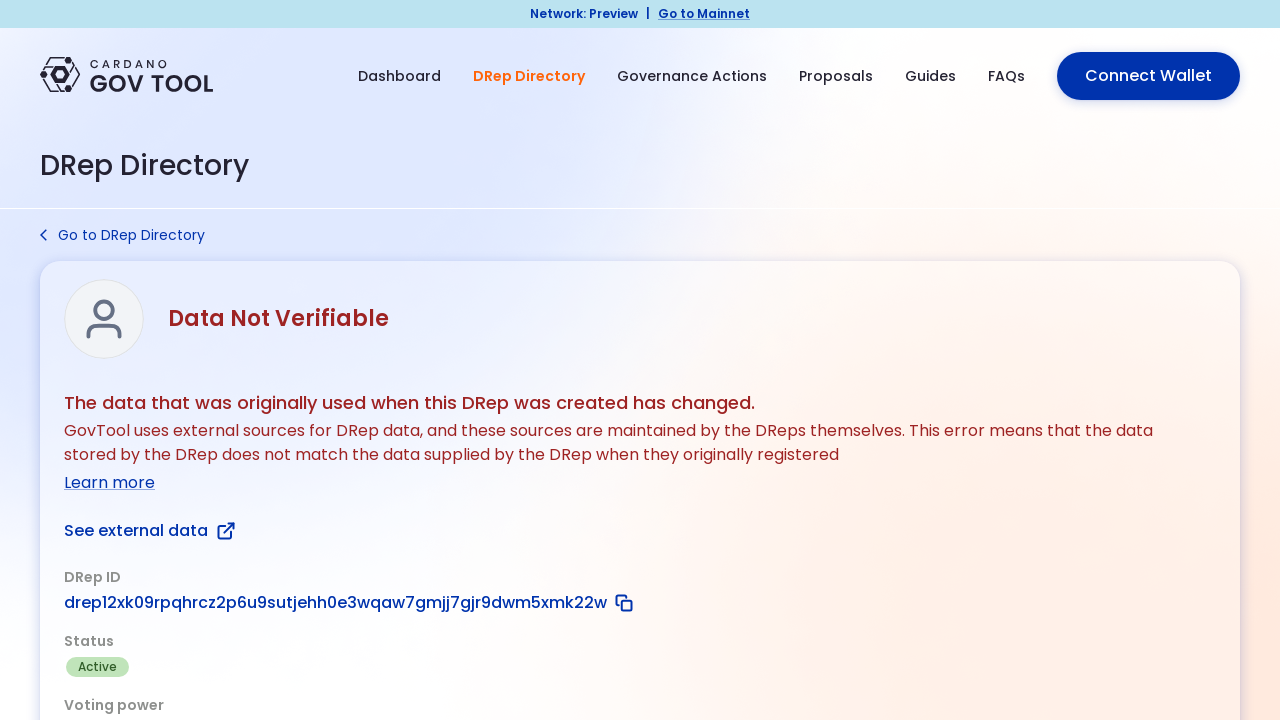 Network: Preview | Go to Mainnet
CARDANO
GOV TOOL
Dashboard
DRep Directory
Governance Actions
Proposals
Guides
FAQs
Connect Wallet
DRep Directory
Go to DRep Directory
Data Not Verifiable
The data that was originally used when this DRep was created has changed.
GovTool uses external sources for DRep data, and these sources are maintained by the DReps themselves. This error means that the data
stored by the DRep does not match the data supplied by the DRep when they originally registered
Learn more
See external data
DRep ID
drep12xk09rpqhrcz2p6u9sutjehh0e3wqaw7gmjj7gjr9dwm5xmk22w
Status
Active
Voting power